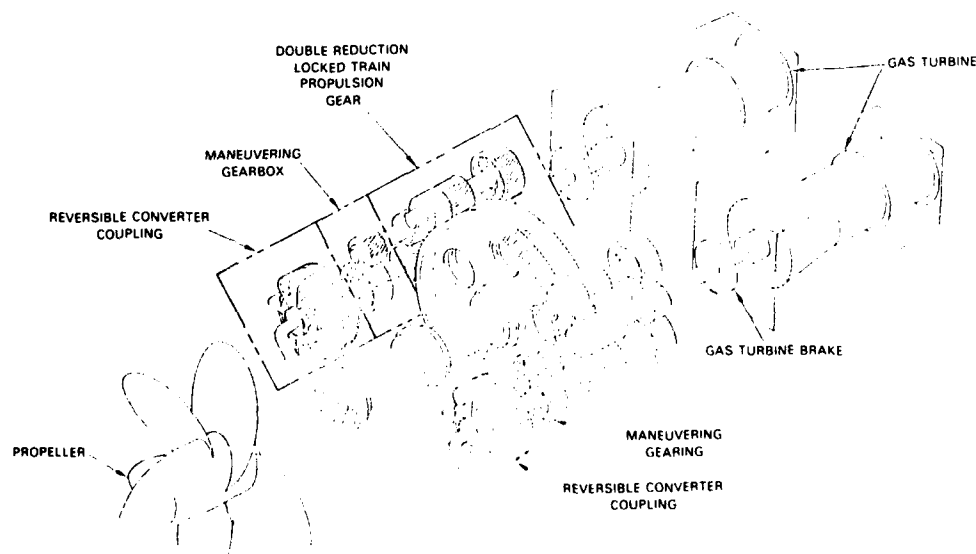 DOUBLE REDUCTION
LOCKED TRAIN
PROPULSION
GEAR
GAS TURBINE
MANEUVERING
GEARBOX
REVERSIBLE CONVERTER
COUPLING
GAS TURBINE BRAKE
MANEUVERING
GEARING
PROPELLER
REVERSIBLE CONVERTER
COUPLING